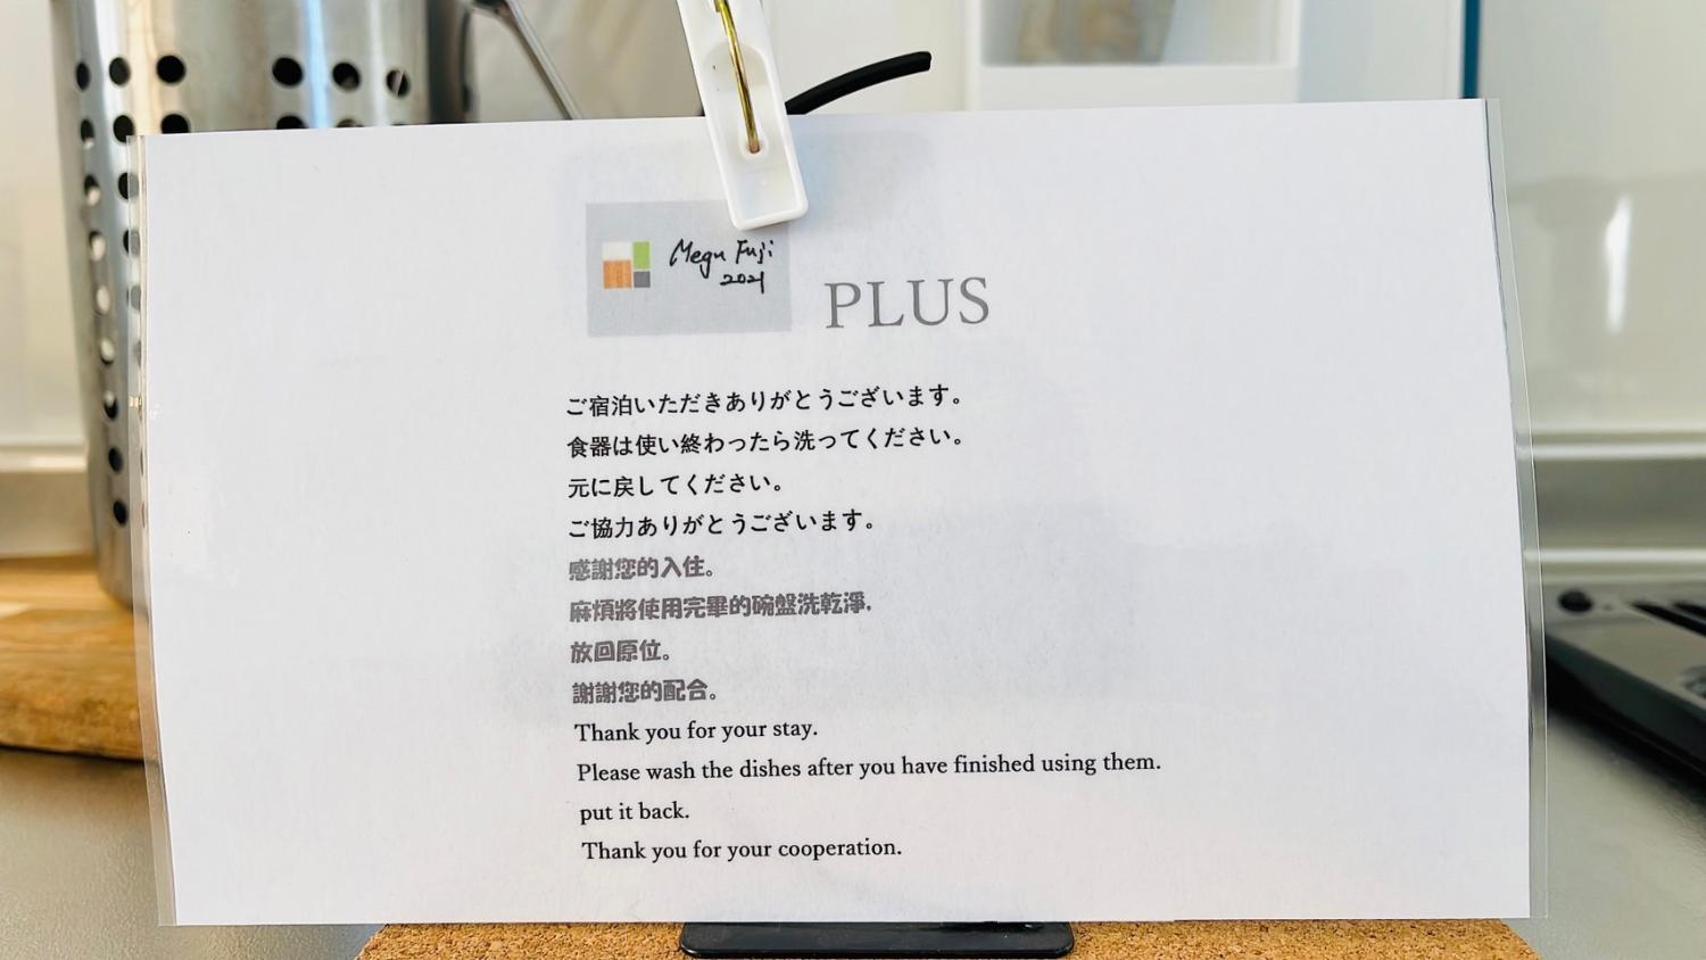 Megu Fuji
2021
PLUS
ご宿泊いただきありがとうございます。
食器は使い終わったら洗ってください。
元に戻してください。
ご協力ありがとうございます。
感謝您的入住。
麻煩將使用完畢的碗盤洗乾淨.
放回原位。
謝謝您的配合。
Thank you for your stay.
Please wash the dishes after you have finished using them.
put it back.
Thank you for your cooperation.